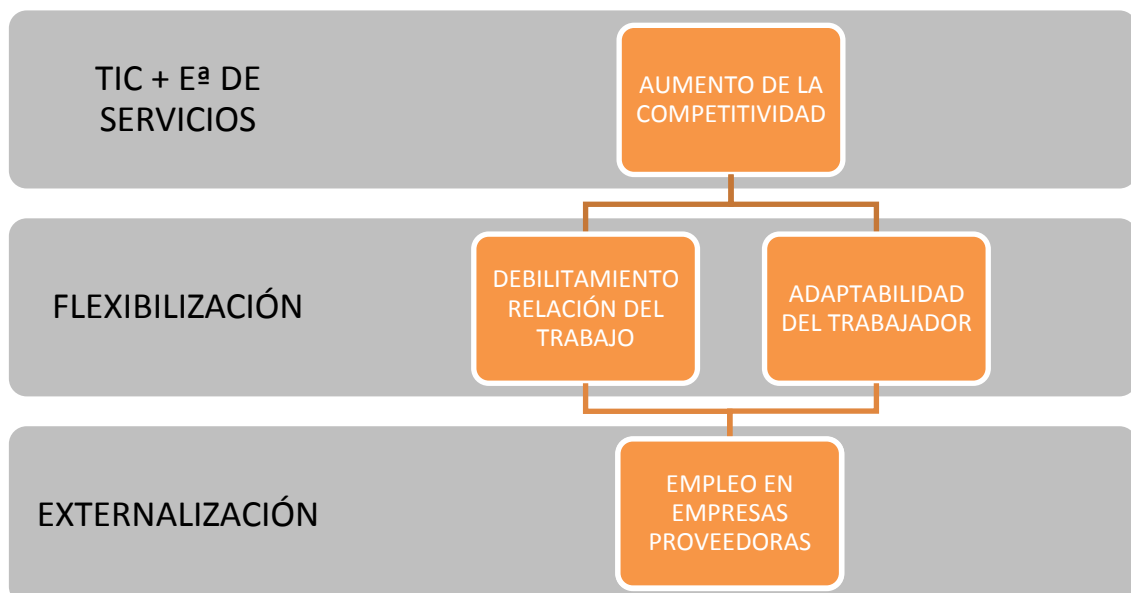 TIC + Eª DE
SERVICIOS
AUMENTO DE LA
COMPETITIVIDAD
FLEXIBILIZACIÓN
DEBILITAMIENTO
RELACIÓN DEL
TRABAJO
ADAPTABILIDAD
DEL TRABAJADOR
EXTERNALIZACIÓN
EMPLEO EN
EMPRESAS
PROVEEDORAS